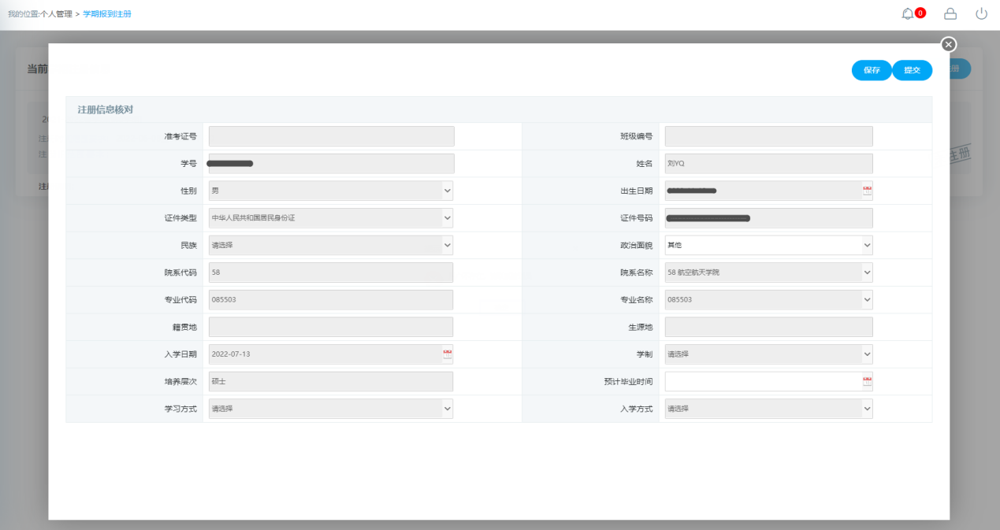 我的位置:个人管理 > 学期报到注册
0
当前
册
保存 提交
注册信息核对
准考证号 班级编号
学号 姓名 刘YQ
性别 男 出生日期
证件类型 中华人民共和国居民身份证 证件号码
民族 请选择 政治面貌 其他
院系代码 58 院系名称 58 航空航天学院
专业代码 085503 专业名称 085503
籍贯地 生源地
入学日期 2022-07-13 学制 请选择
培养层次 硕士 预计毕业时间
学习方式 请选择 入学方式 请选择
注册